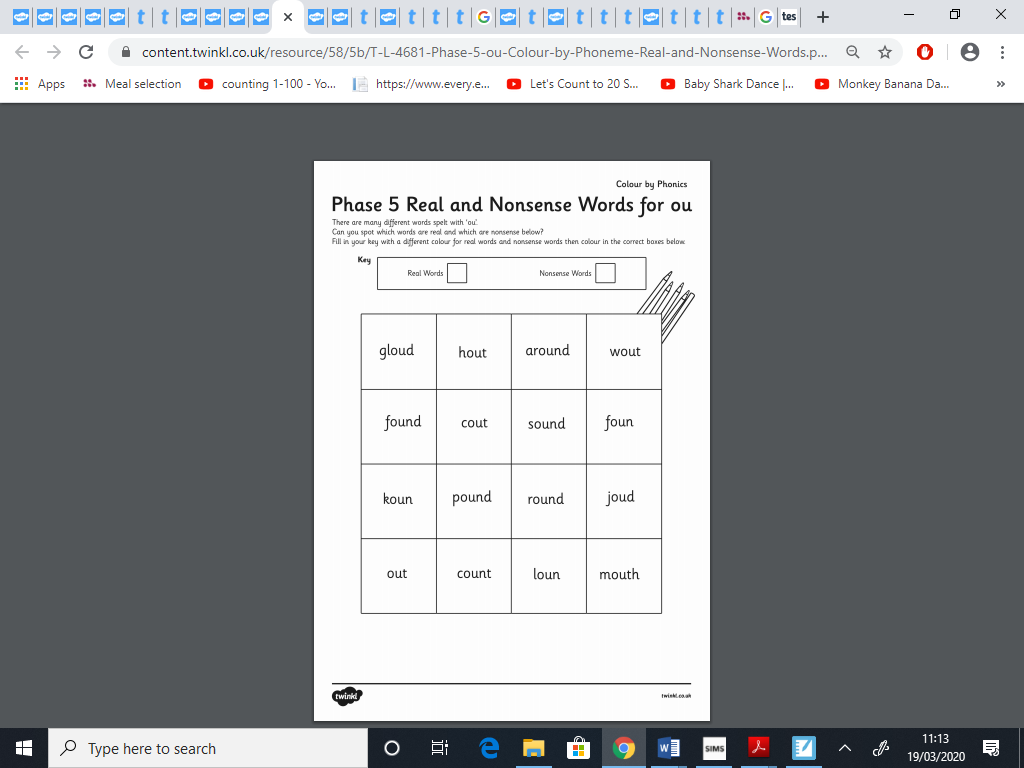 tes
content.twinkl.co.uk/resource/58/5b/T-L-4681-Phase-5-ou-Colour-by-Phoneme-Real-and-Nonsense-Words.p...
Apps
Meal selection
counting 1-100 - Yo...
https://www.every.e...
Let's Count to 20 S...
Baby Shark Dance |...
Monkey Banana Da...
»
Colour by Phonics
Phase 5 Real and Nonsense Words for ou
There are many different words spelt with 'ou'.
Can you spot which words are real and which are nonsense below?
Fill in your key with a different colour for real words and nonsense words then colour in the correct boxes below.
Key
Real Words
Nonsense Words
gloud hout around wout
found cout sound foun
koun pound round joud
out count loun mouth
twinkl
twinkl.co.uk
Type here to search
SIMS
11:13
19/03/2020